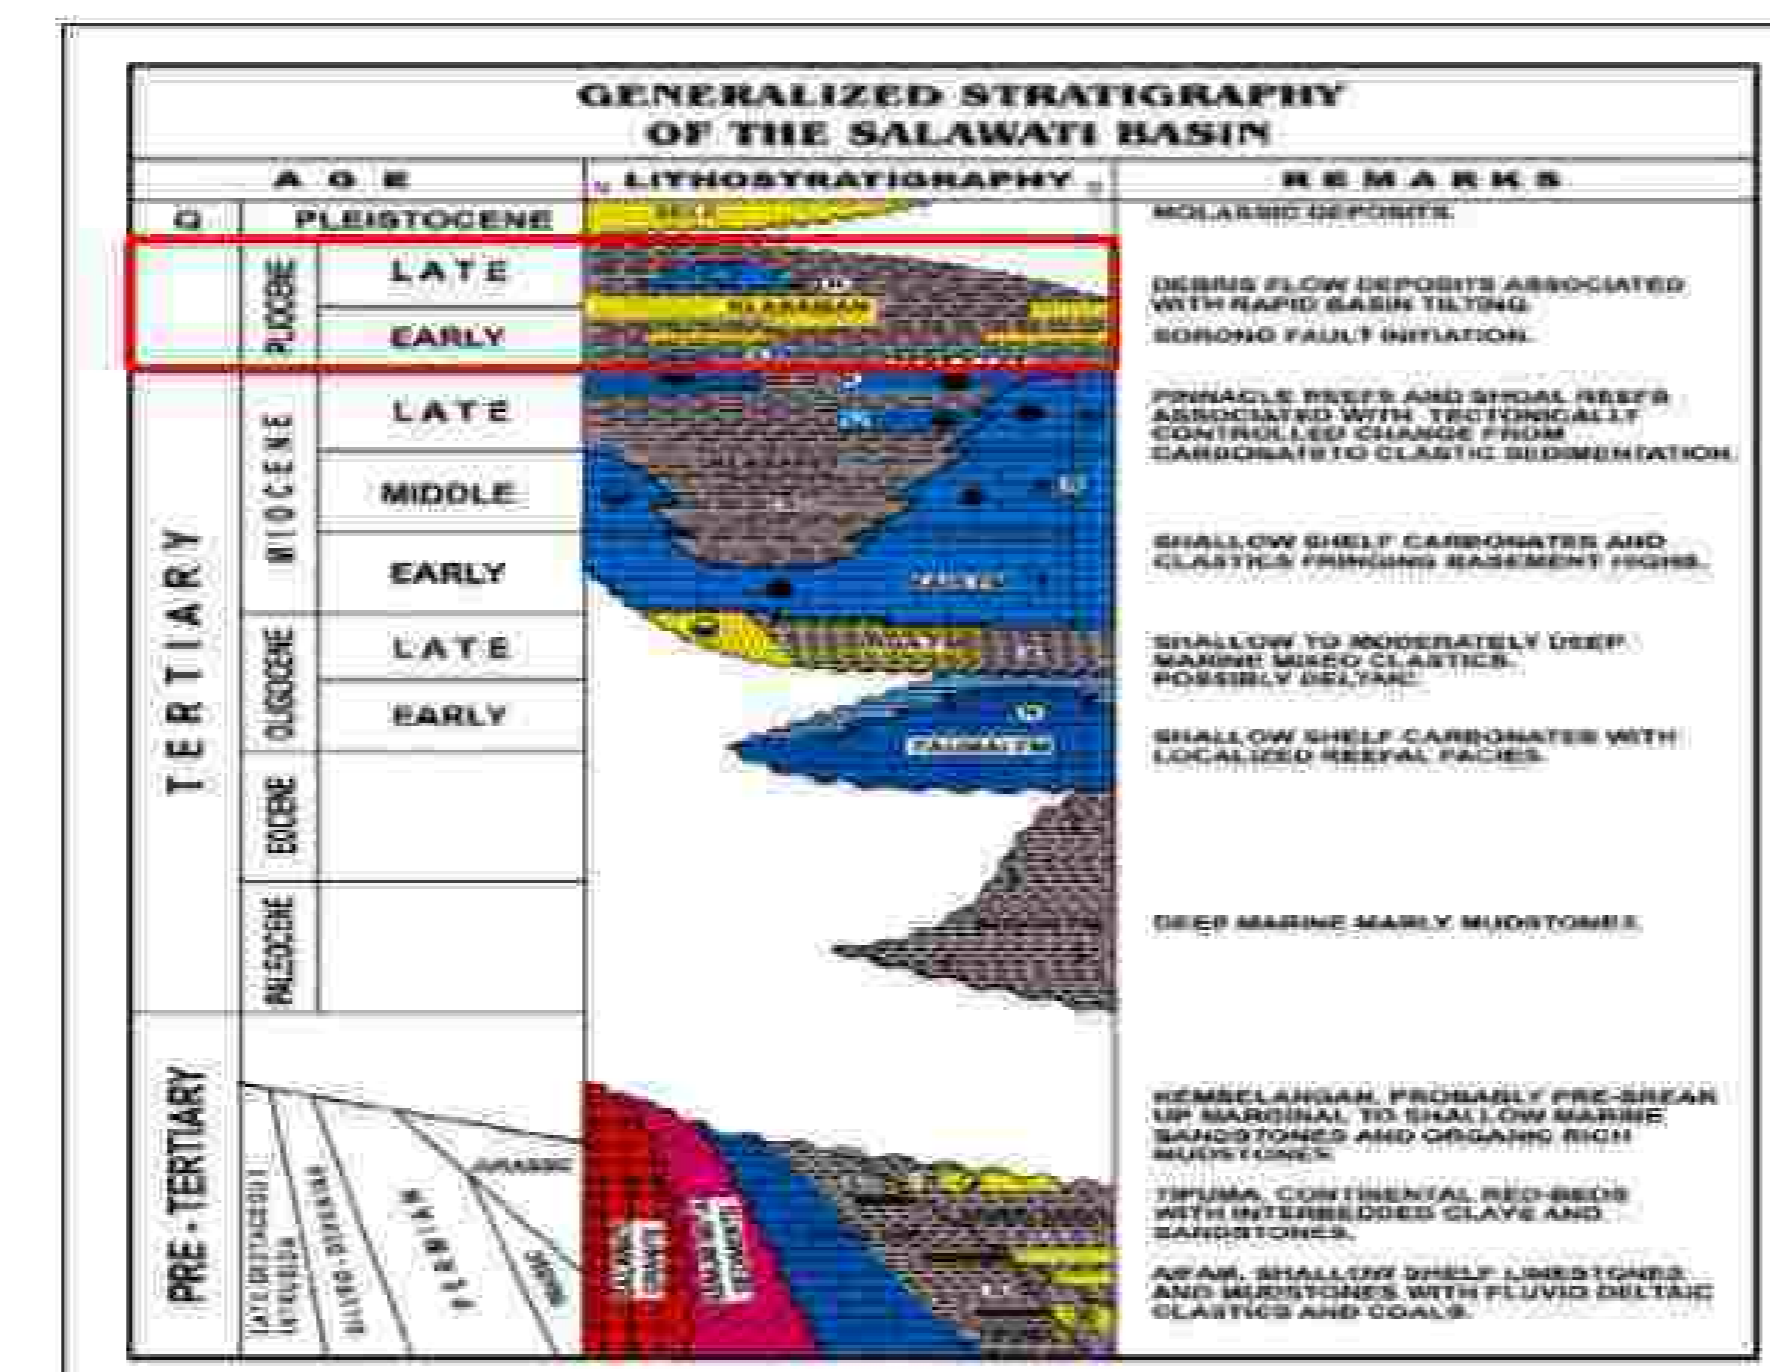 GENERALIZED STRATIGRAPHY
OF THE SALAWATI BASIN
AGE
LITHOSTRATIGRAPHY
REMARKS
Q
PLEISTOCENE
SELE
MOLASSIC DEPOSITS.
PLIOCENE
LATE
KLASAMAN
DEBRIS FLOW DEPOSITS ASSOCIATED
WITH RAPID BASIN TILTING.
EARLY
SORONG FAULT INITIATION.
TERTIARY
MIOCENE
LATE
PINNACLE REEFS AND SHOAL REEFS
ASSOCIATED WITH TECTONICALLY
CONTROLLED CHANGE FROM
CARBONATE TO CLASTIC SEDIMENTATION.
MIDDLE
EARLY
SHALLOW SHELF CARBONATES AND
CLASTICS FRINGING BASEMENT HIGHS.
OLIGOCENE
LATE
SHALLOW TO MODERATELY DEEP
MARINE MIXED CLASTICS.
POSSIBLY DELTAIC.
EARLY
SHALLOW SHELF CARBONATES WITH
LOCALIZED REEFAL FACIES.
EOCENE
PALEOCENE
DEEP MARINE MARLY MUDSTONES.
PRE-TERTIARY
SILURO-DEVONIAN
PERMIAN
JURASSIC
KEMBELANGAN, PROBABLY PRE-BREAK
UP MARGINAL TO SHALLOW MARINE
SANDSTONES AND ORGANIC RICH
MUDSTONES.
TIPUMA, CONTINENTAL RED-BEDS
WITH INTERBEDDED CLAYS AND
SANDSTONES.
AIFAM, SHALLOW SHELF LIMESTONES
AND MUDSTONES WITH FLUVIO DELTAIC
CLASTICS AND COALS.